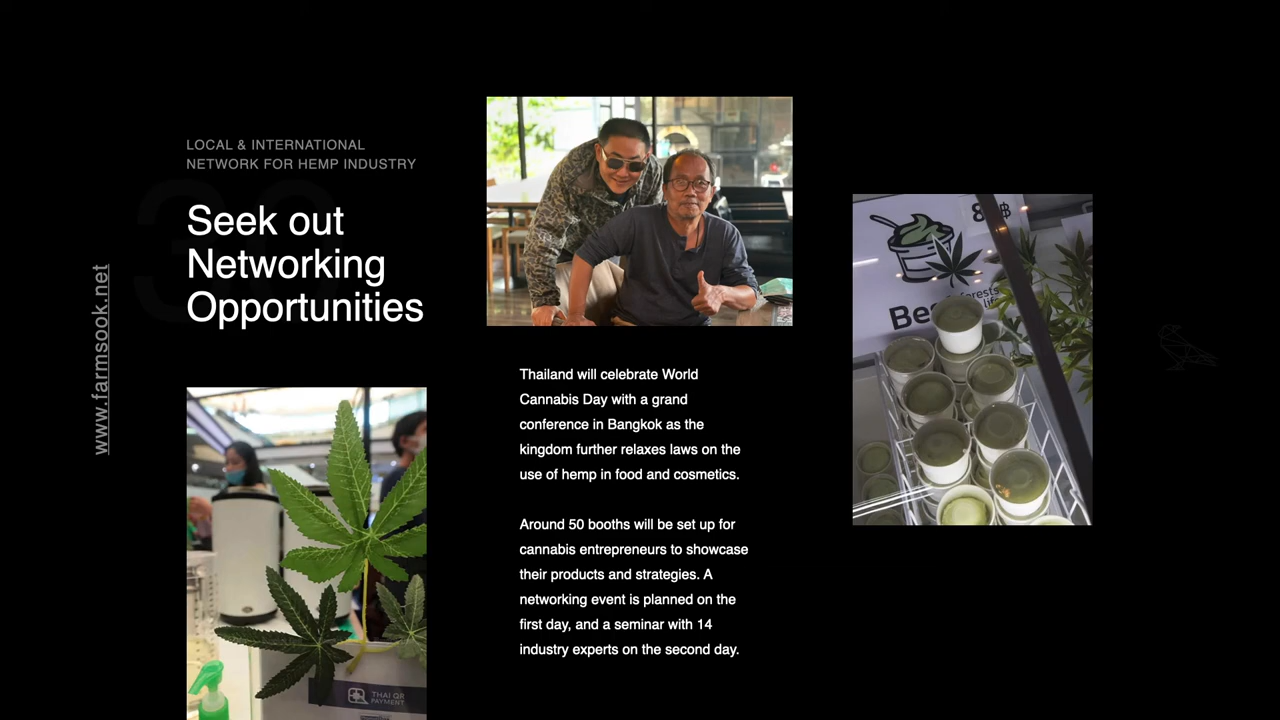 LOCAL & INTERNATIONAL
NETWORK FOR HEMP INDUSTRY
30
Seek out
Networking
Opportunities
www.farmsook.net
Thailand will celebrate World
Cannabis Day with a grand
conference in Bangkok as the
kingdom further relaxes laws on the
use of hemp in food and cosmetics.
Around 50 booths will be set up for
cannabis entrepreneurs to showcase
their products and strategies. A
networking event is planned on the
first day, and a seminar with 14
industry experts on the second day.
THAI QR
PAYMENT
forests
life